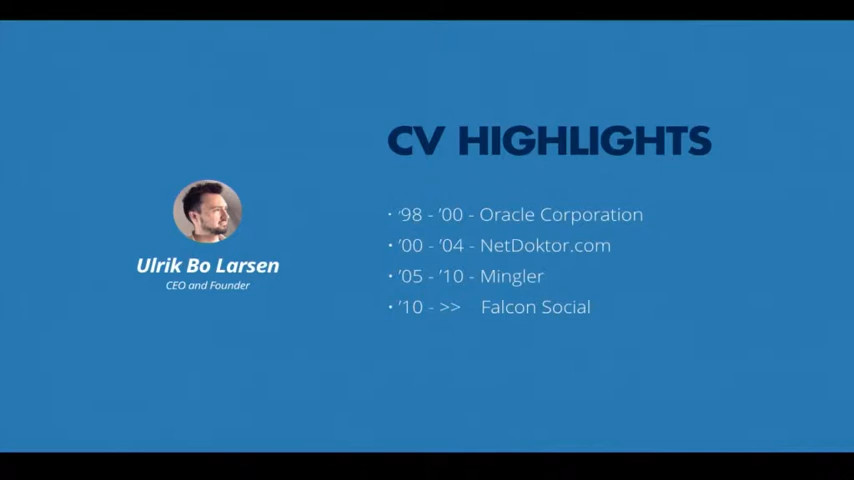 CV HIGHLIGHTS
• '98 - '00 - Oracle Corporation
• '00 - '04 - NetDoktor.com
• '05 - '10 - Mingler
• '10 - >> Falcon Social
Ulrik Bo Larsen
CEO and Founder